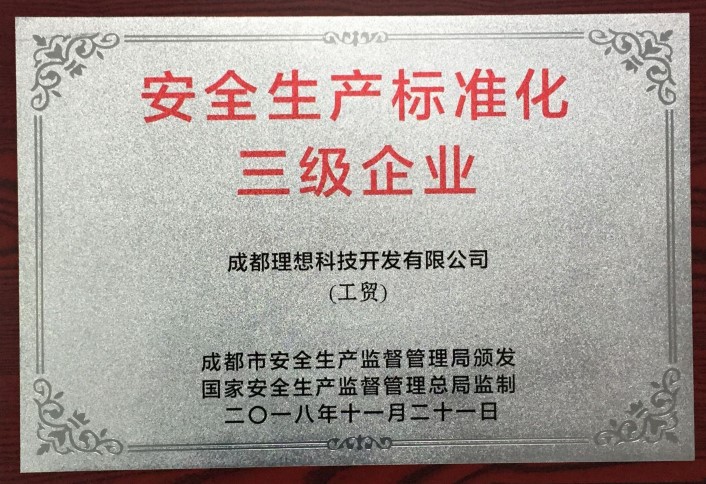 安全生产标准化
三级企业
成都理想科技开发有限公司
(工贸)
成都市安全生产监督管理局颁发
国家安全生产监督管理总局监制
二〇一八年十一月二十一日